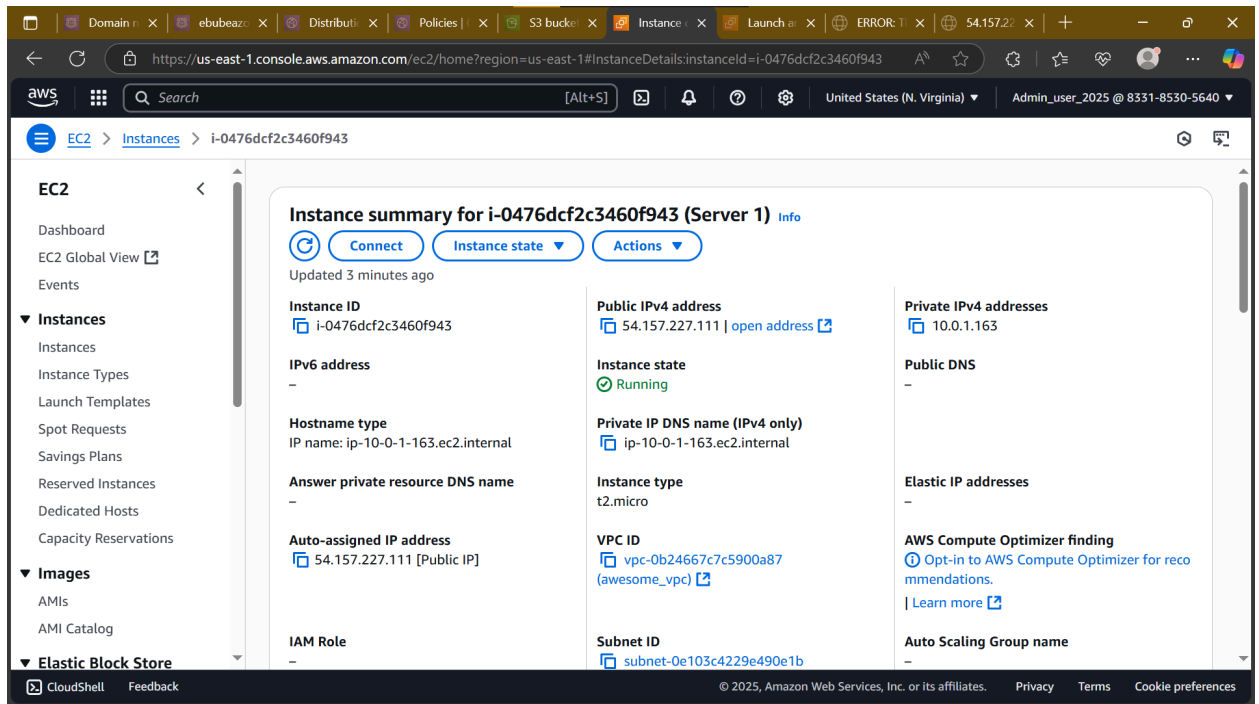 Domain n
ebubeazo
Distributio
Policies |
S3 bucket
Instance
Launch an
ERROR: T
54.157.22
https://us-east-1.console.aws.amazon.com/ec2/home?region=us-east-1#InstanceDetails:instanceId=i-0476dcf2c3460f943
aws
Search
[Alt+S]
United States (N. Virginia)
Admin_user_2025 @ 8331-8530-5640
EC2 > Instances > i-0476dcf2c3460f943
EC2
Dashboard
EC2 Global View
Events
Instances
Instances
Instance Types
Launch Templates
Spot Requests
Savings Plans
Reserved Instances
Dedicated Hosts
Capacity Reservations
Images
AMIs
AMI Catalog
Elastic Block Store
Instance summary for i-0476dcf2c3460f943 (Server 1) Info
Connect
Instance state
Actions
Updated 3 minutes ago
Instance ID
i-0476dcf2c3460f943
Public IPv4 address
54.157.227.111 | open address
Private IPv4 addresses
10.0.1.163
IPv6 address
–
Instance state
Running
Public DNS
–
Hostname type
IP name: ip-10-0-1-163.ec2.internal
Private IP DNS name (IPv4 only)
ip-10-0-1-163.ec2.internal
Answer private resource DNS name
–
Instance type
t2.micro
Elastic IP addresses
–
Auto-assigned IP address
54.157.227.111 [Public IP]
VPC ID
vpc-0b24667c7c5900a87
(awesome_vpc)
AWS Compute Optimizer finding
Opt-in to AWS Compute Optimizer for reco
mmendations.
| Learn more
IAM Role
–
Subnet ID
subnet-0e103c4229e490e1b
Auto Scaling Group name
–
CloudShell
Feedback
© 2025, Amazon Web Services, Inc. or its affiliates.
Privacy
Terms
Cookie preferences